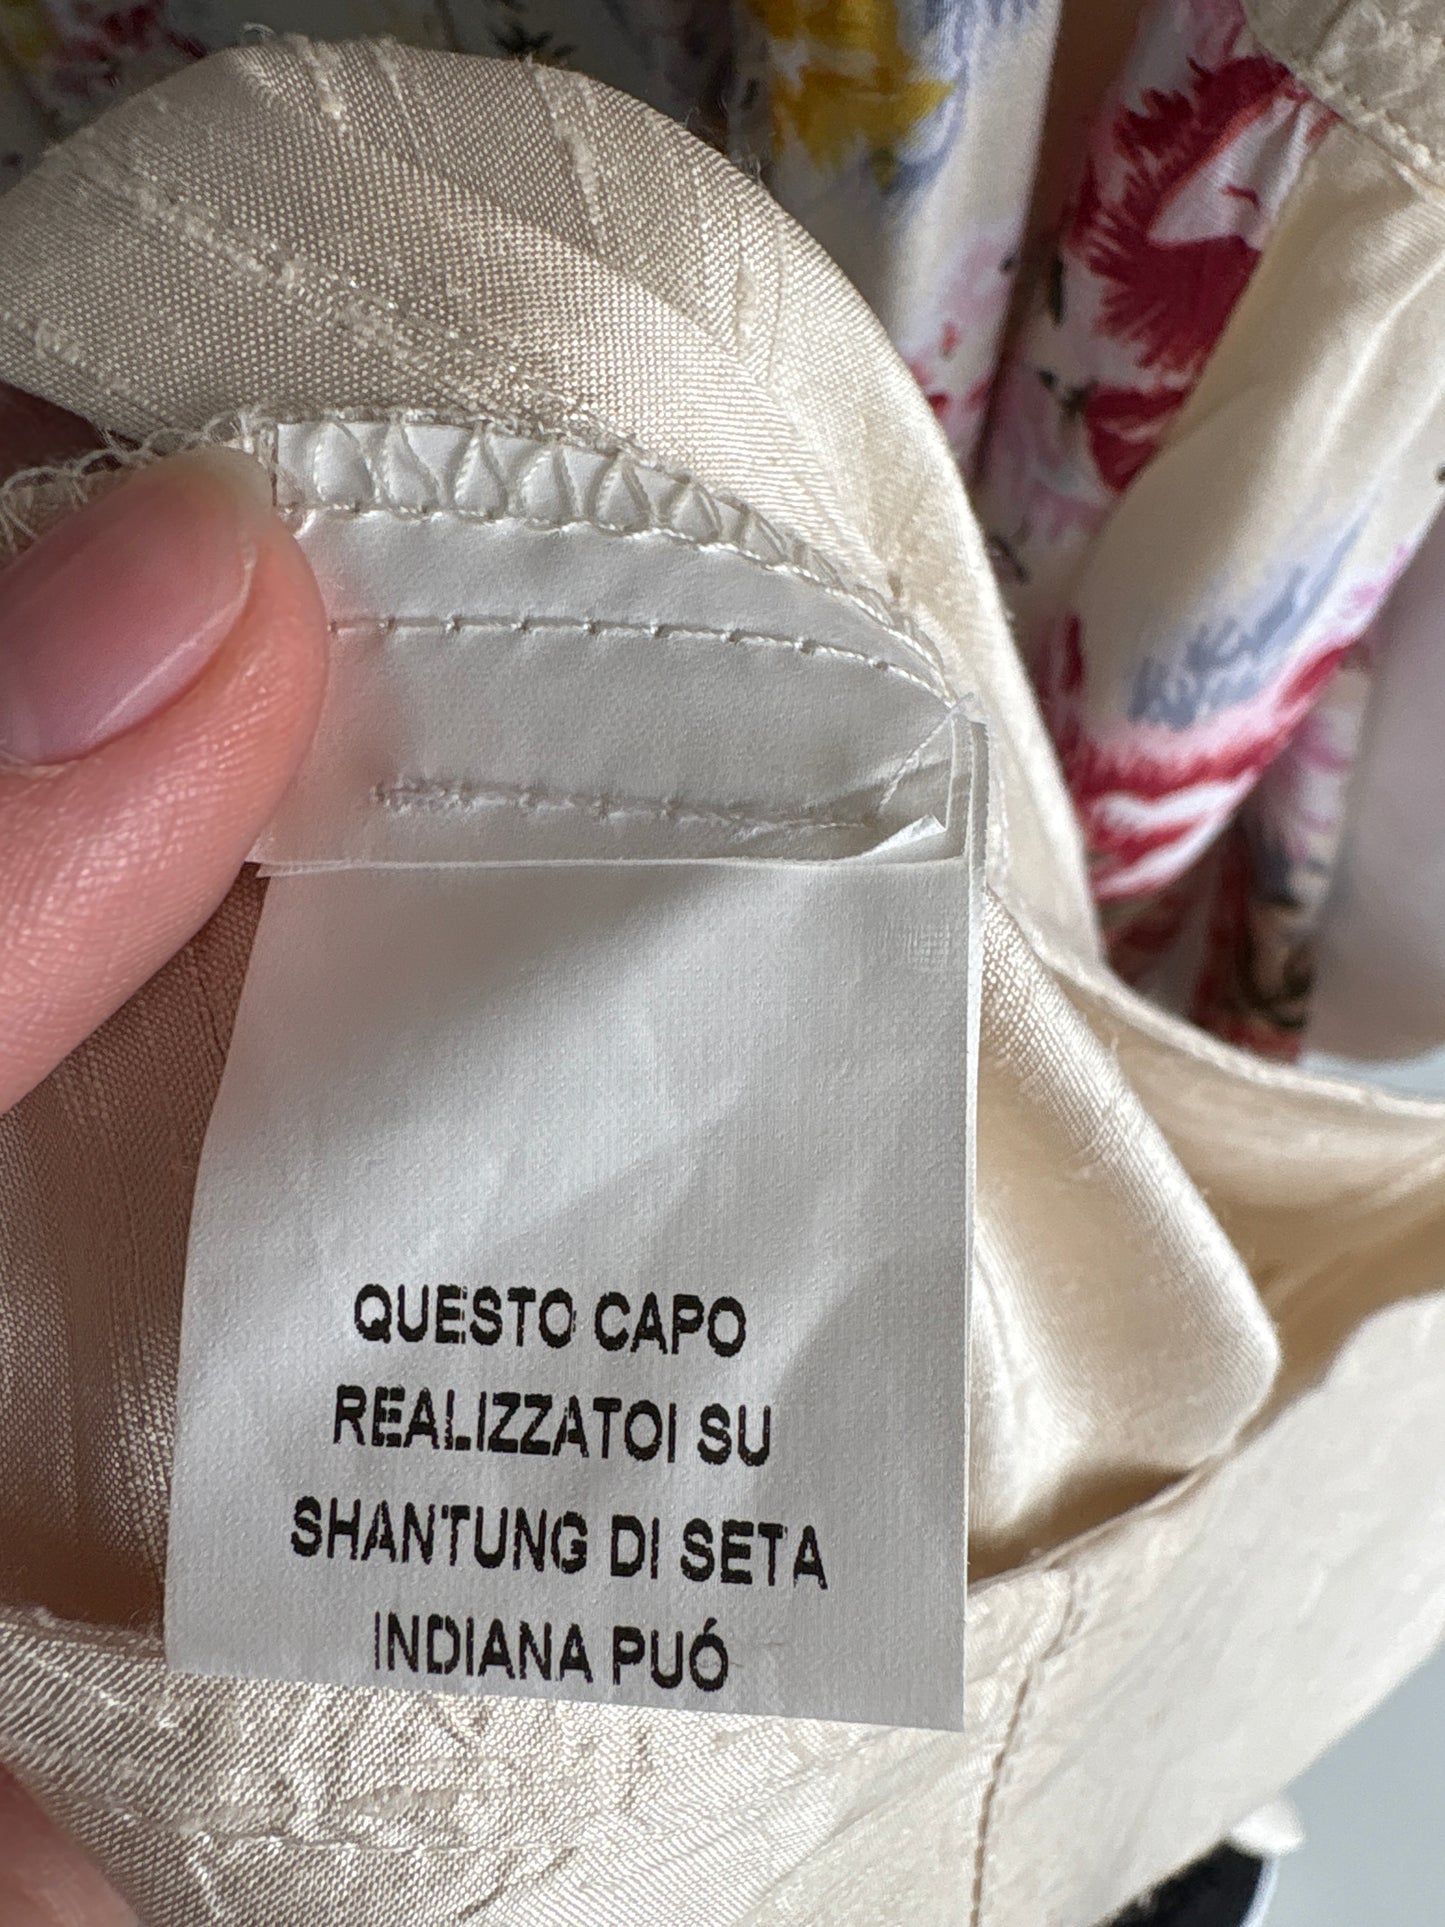 QUESTO CAPO
REALIZZATOI SU
SHANTUNG DI SETA
INDIANA PUÓ